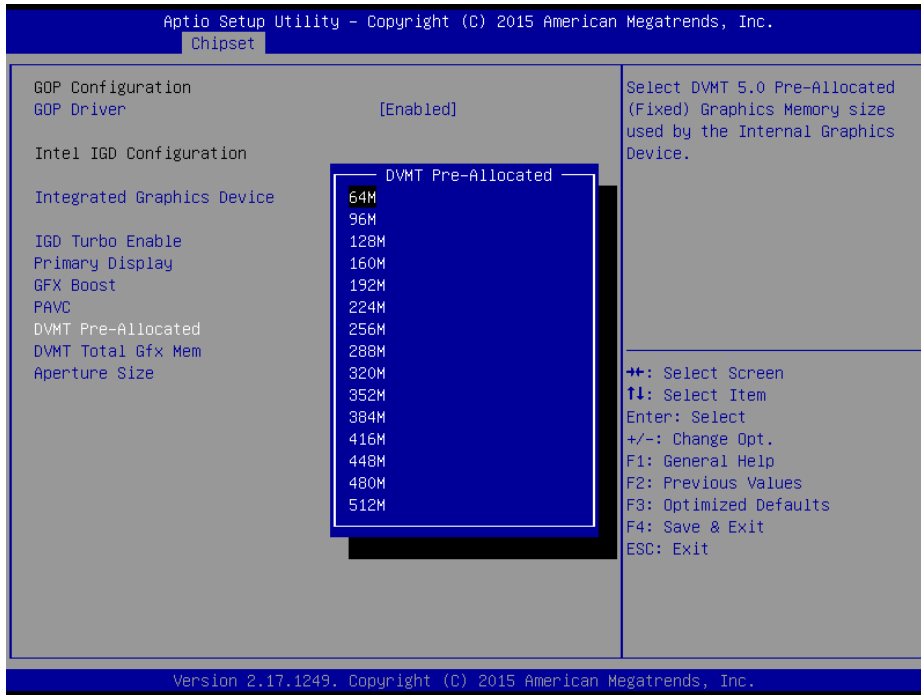 Aptio Setup Utility – Copyright (C) 2015 American Megatrends, Inc.
Chipset
GOP Configuration
GOP Driver [Enabled]
Intel IGD Configuration
Integrated Graphics Device
IGD Turbo Enable
Primary Display
GFX Boost
PAVC
DVMT Pre-Allocated
DVMT Total Gfx Mem
Aperture Size
DVMT Pre-Allocated
64M
96M
128M
160M
192M
224M
256M
288M
320M
352M
384M
416M
448M
480M
512M
Select DVMT 5.0 Pre-Allocated
(Fixed) Graphics Memory size
used by the Internal Graphics
Device.
→←: Select Screen
↑↓: Select Item
Enter: Select
+/-: Change Opt.
F1: General Help
F2: Previous Values
F3: Optimized Defaults
F4: Save & Exit
ESC: Exit
Version 2.17.1249. Copyright (C) 2015 American Megatrends, Inc.